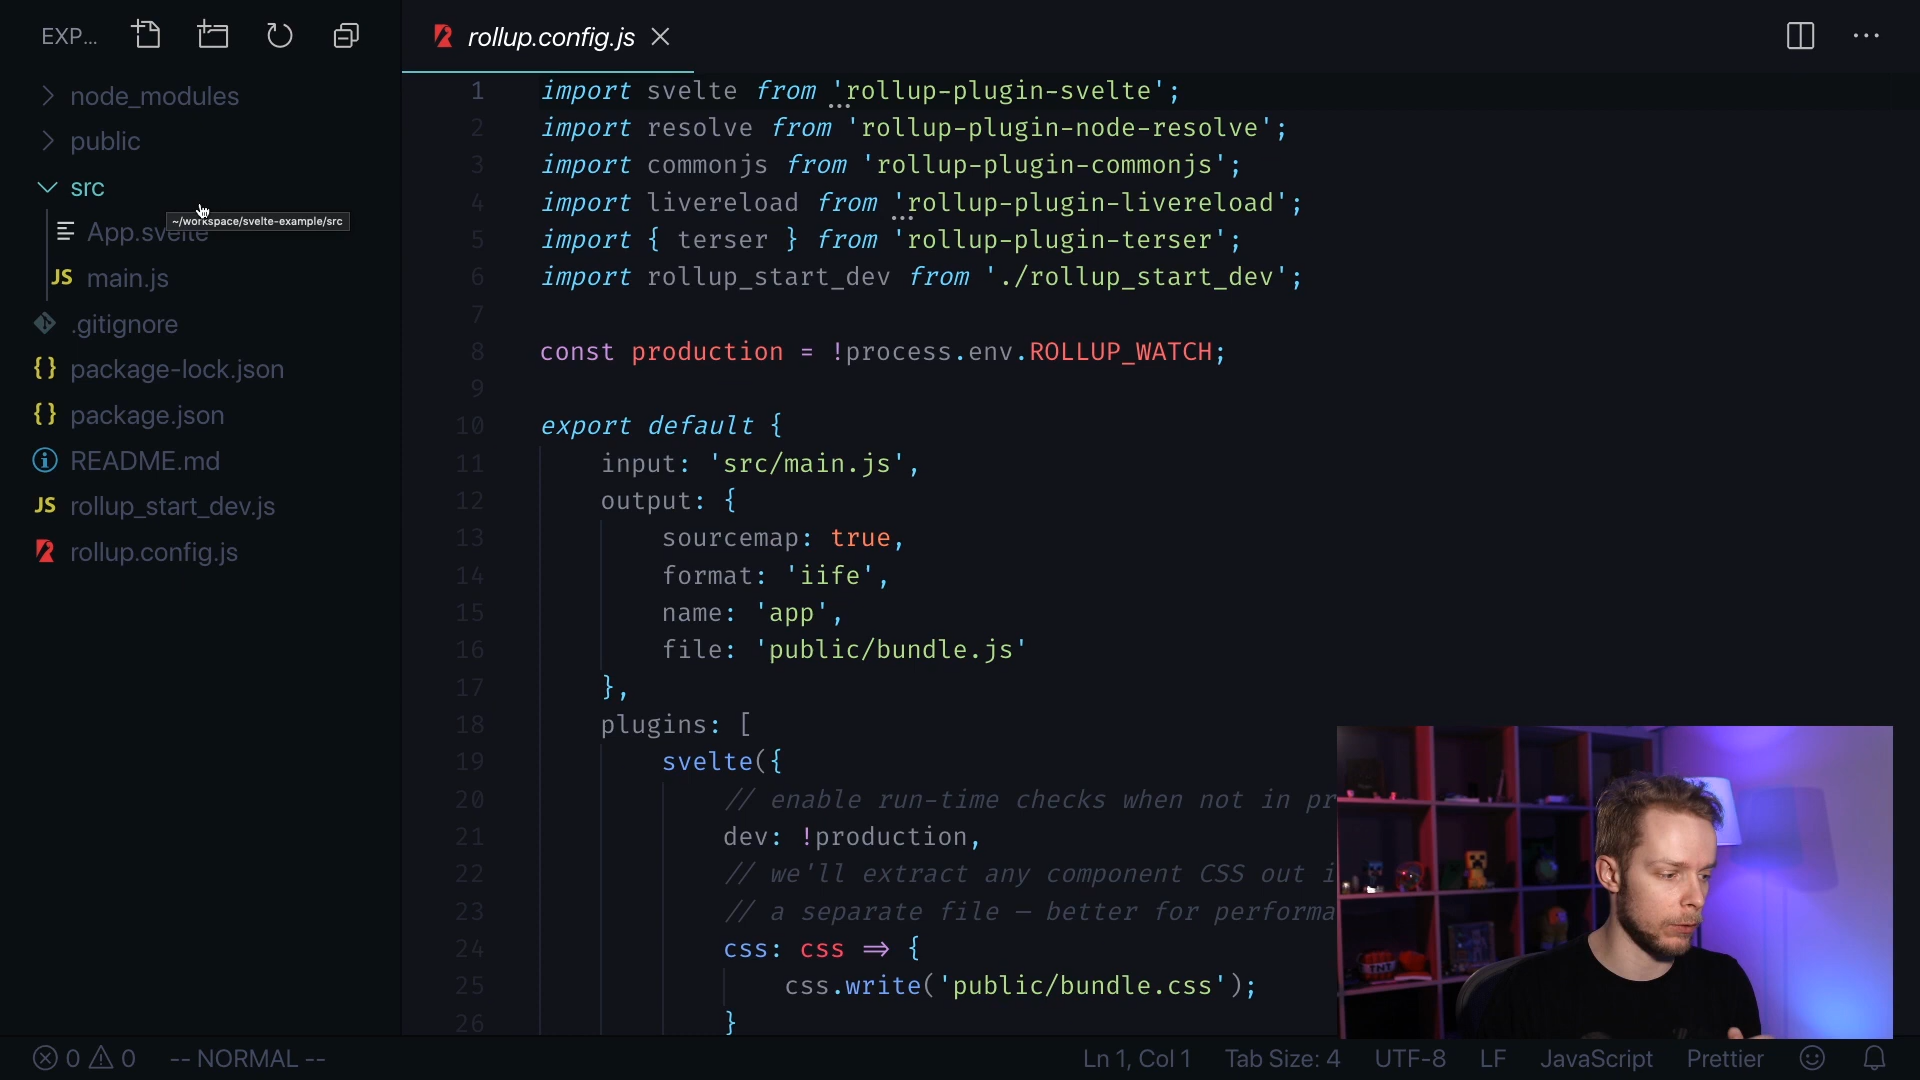 EXP...
node_modules
public
src
~/workspace/svelte-example/src
App.svelte
JS main.js
.gitignore
{} package-lock.json
{} package.json
README.md
JS rollup_start_dev.js
rollup.config.js
rollup.config.js
1 import svelte from 'rollup-plugin-svelte';
2 import resolve from 'rollup-plugin-node-resolve';
3 import commonjs from 'rollup-plugin-commonjs';
4 import livereload from 'rollup-plugin-livereload';
5 import { terser } from 'rollup-plugin-terser';
6 import rollup_start_dev from './rollup_start_dev';
7
8 const production = !process.env.ROLLUP_WATCH;
9
10 export default {
11 input: 'src/main.js',
12 output: {
13 sourcemap: true,
14 format: 'iife',
15 name: 'app',
16 file: 'public/bundle.js'
17 },
18 plugins: [
19 svelte({
20 // enable run-time checks when not in pr
21 dev: !production,
22 // we'll extract any component CSS out i
23 // a separate file — better for performa
24 css: css => {
25 css.write('public/bundle.css');
26 }
TNT
0 0 -- NORMAL --
Ln 1, Col 1 Tab Size: 4 UTF-8 LF JavaScript Prettier